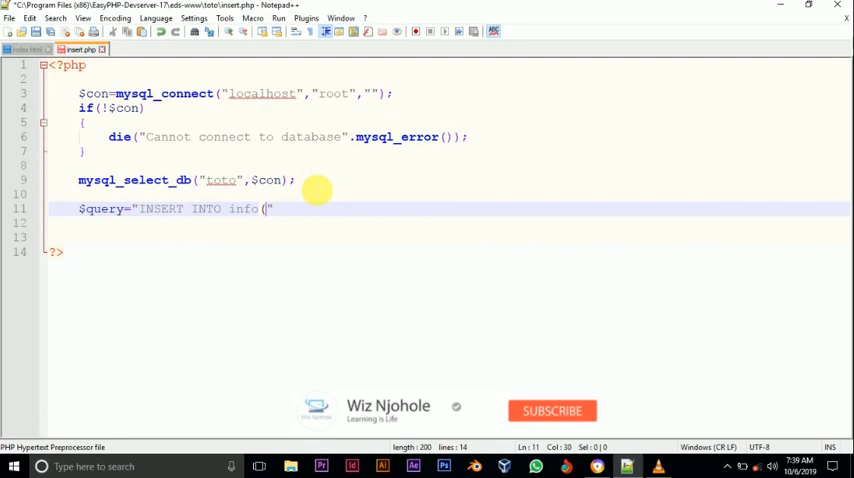 *C:\Program Files (x86)\EasyPHP-Devserver-17\eds-www\toto\insert.php - Notepad++
File Edit Search View Encoding Language Settings Tools Macro Run Plugins Window ?
index.html insert.php
1 <?php
2
3 $con=mysql_connect("localhost","root","");
4 if(!$con)
5 {
6 die("Cannot connect to database".mysql_error());
7 }
8
9 mysql_select_db("toto",$con);
10
11 $query="INSERT INTO info("
12
13
14 ?>
Wiz Njohole
Learning is Life
SUBSCRIBE
PHP Hypertext Preprocessor file length : 200 lines : 14 Ln : 11 Col : 30 Sel : 0 | 0 Windows (CR LF) UTF-8 INS
Type here to search
7:39 AM
10/6/2019